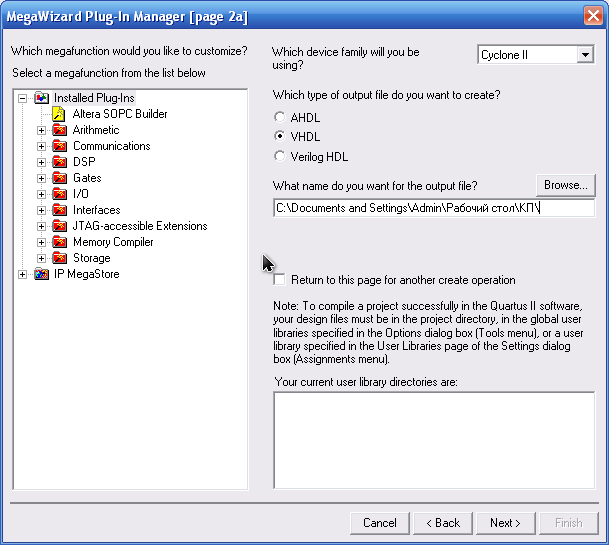 MegaWizard Plug-In Manager [page 2a]
Which megafunction would you like to customize?
Select a megafunction from the list below
Installed Plug-Ins
Altera SOPC Builder
Arithmetic
Communications
DSP
Gates
I/O
Interfaces
JTAG-accessible Extensions
Memory Compiler
Storage
IP MegaStore
Which device family will you be
using?
Cyclone II
Which type of output file do you want to create?
AHDL
VHDL
Verilog HDL
What name do you want for the output file?
Browse...
C:\Documents and Settings\Admin\Рабочий стол\КП\
Return to this page for another create operation
Note: To compile a project successfully in the Quartus II software,
your design files must be in the project directory, in the global user
libraries specified in the Options dialog box (Tools menu), or a user
library specified in the User Libraries page of the Settings dialog
box (Assignments menu).
Your current user library directories are:
Cancel
< Back
Next >
Finish